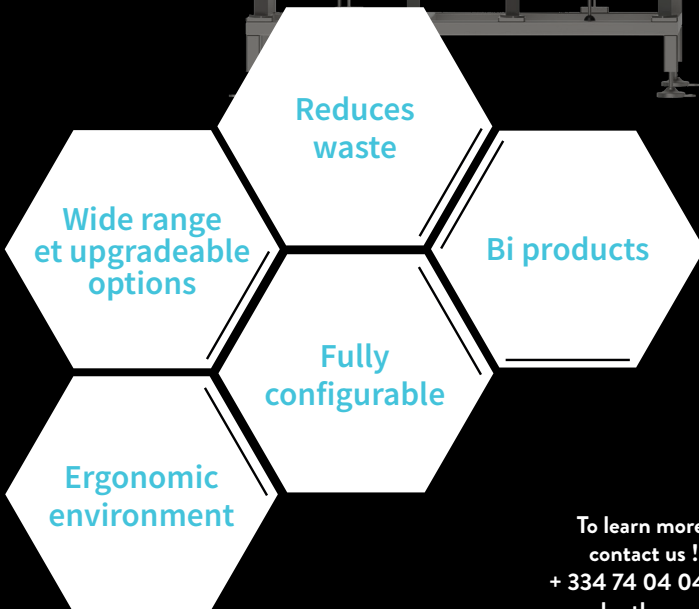 Reduces
waste
Wide range
et upgradeable
options
Bi products
Fully
configurable
Ergonomic
environment
To learn more
contact us !
+ 334 74 04 04